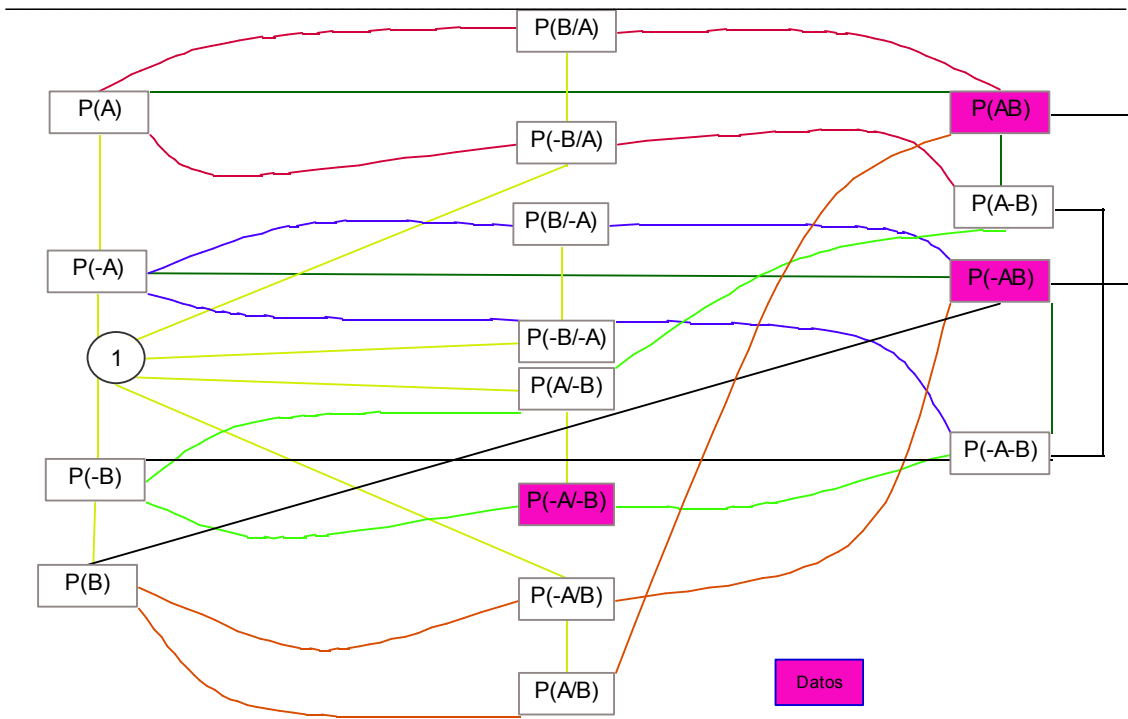 P(B/A)
P(A)
P(AB)
P(-B/A)
P(A-B)
P(B/-A)
P(-A)
P(-AB)
P(-B/-A)
1
P(A/-B)
P(-A-B)
P(-B)
P(-A/-B)
P(B)
P(-A/B)
P(A/B)
Datos